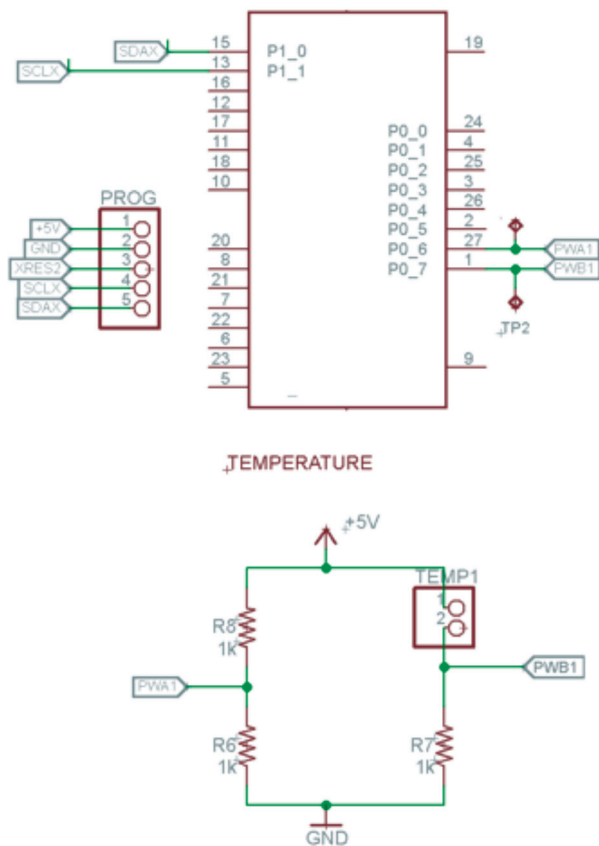 SDAX 15 P1_0 19
SCLX 13 P1_1
16
12
17 P0_0 24
11 P0_1 4
18 P0_2 25
10 P0_3 3
P0_4 26
P0_5 2
20 P0_6 27 PWA1
8 P0_7 1 PWB1
21
7
22
6
23 9
5
TP2
PROG
+5V 1
GND 2
XRES2 3
SCLX 4
SDAX 5
TEMPERATURE
+5V
TEMP1
1
2
R8
1k
PWA1
PWB1
R6
1k
R7
1k
GND